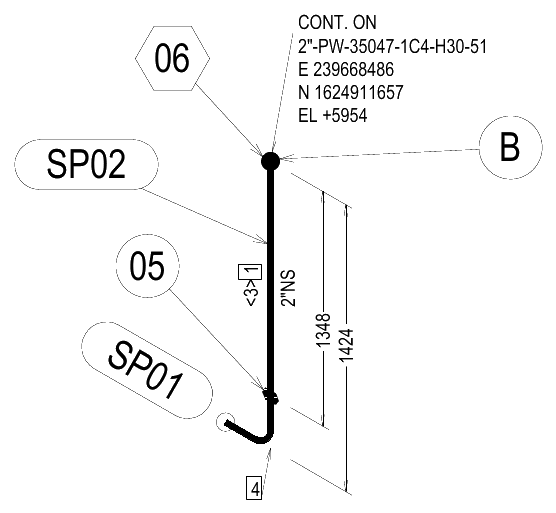 CONT. ON
2"-PW-35047-1C4-H30-51
E 239668486
N 1624911657
EL +5954
06
B
SP02
05
<3> 1
2"NS
1348
1424
SP01
4